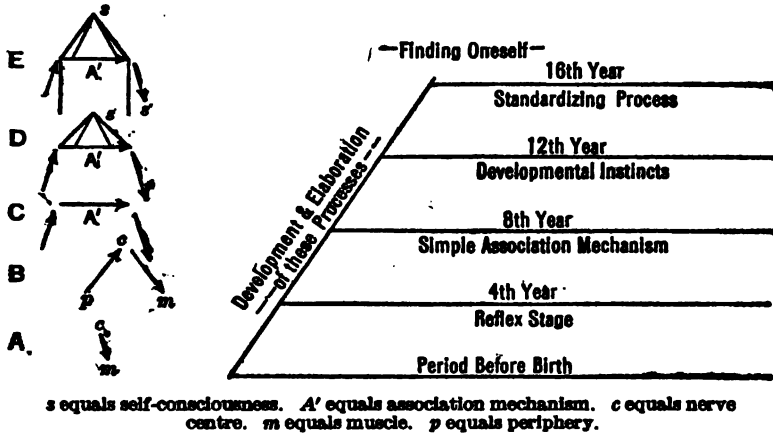 s
E
A'
s'
D
s
A'
C
A'
c
B
p
m
A.
c
m
—Finding Oneself—
16th Year
Standardizing Process
12th Year
Developmental Instincts
8th Year
Simple Association Mechanism
4th Year
Reflex Stage
Period Before Birth
Development & Elaboration
of these Processes
s equals self-consciousness. A' equals association mechanism. c equals nerve
centre. m equals muscle. p equals periphery.